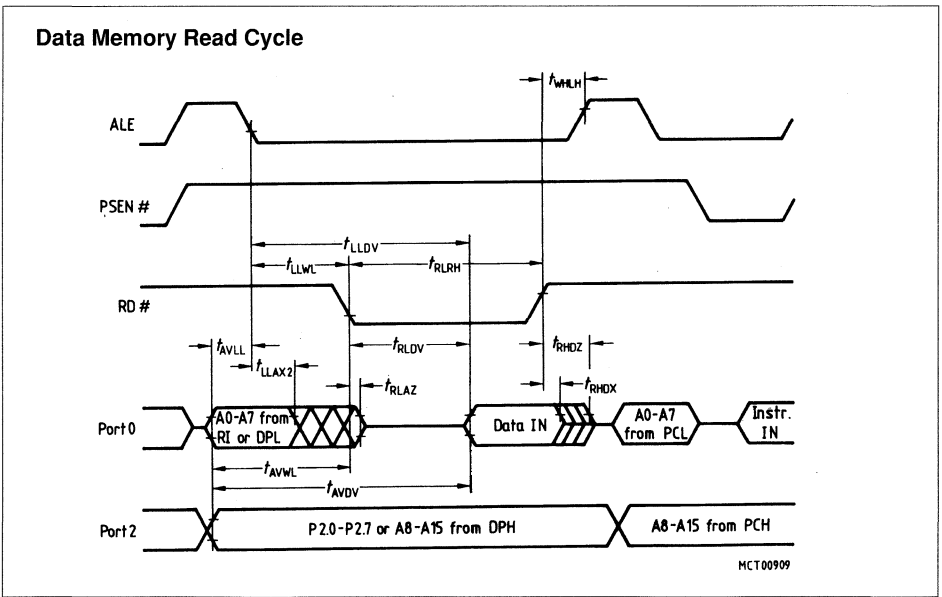 Data Memory Read Cycle
tWHLH
ALE
PSEN #
tLLDV
tLLWL
tRLRH
RD #
tAVLL
tRLDV
tRHDZ
tLLAX2
tRLAZ
tRHDX
Port 0
A0-A7 from
RI or DPL
Data IN
A0-A7
from PCL
Instr.
IN
tAVWL
tAVDV
Port 2
P2.0-P2.7 or A8-A15 from DPH
A8-A15 from PCH
MCT00909